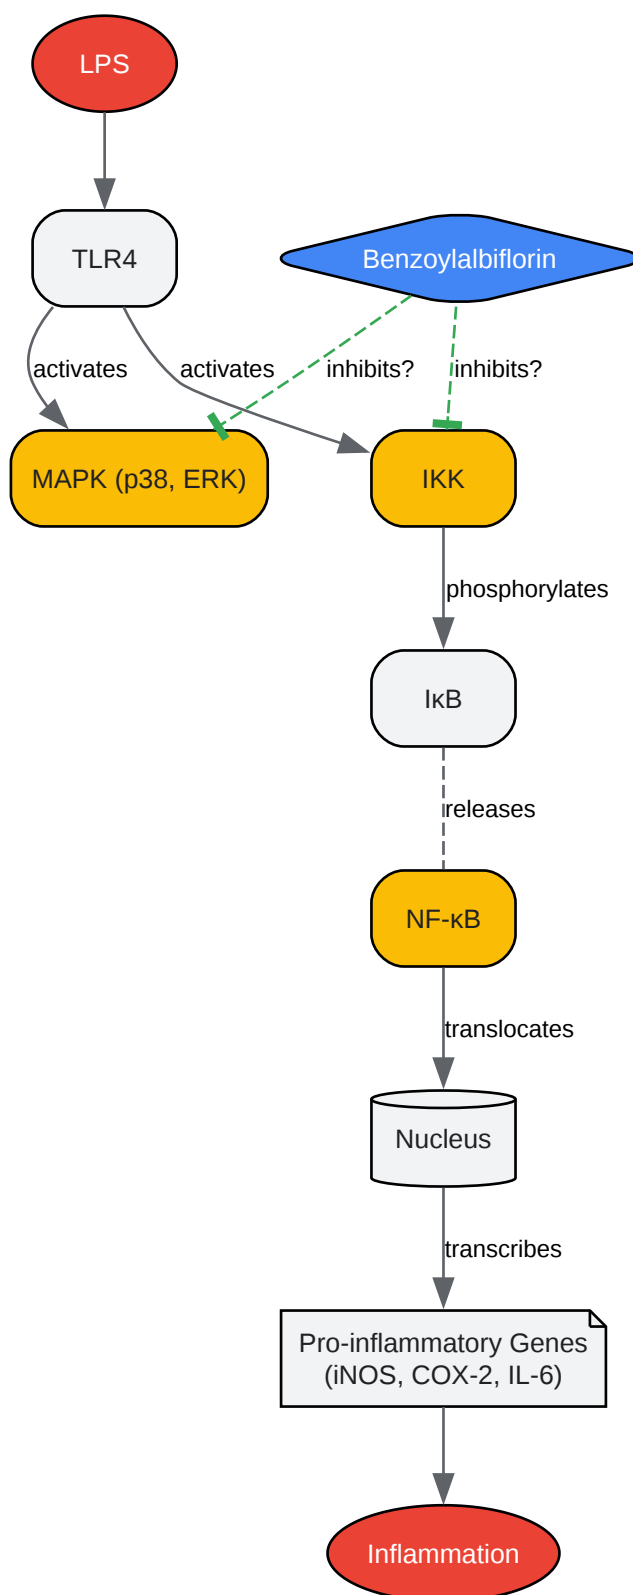 LPS
TLR4
Benzoylalbiflorin
activates
activates
inhibits?
inhibits?
MAPK (p38, ERK)
IKK
phosphorylates
IκB
releases
NF-κB
translocates
Nucleus
transcribes
Pro-inflammatory Genes
(iNOS, COX-2, IL-6)
Inflammation